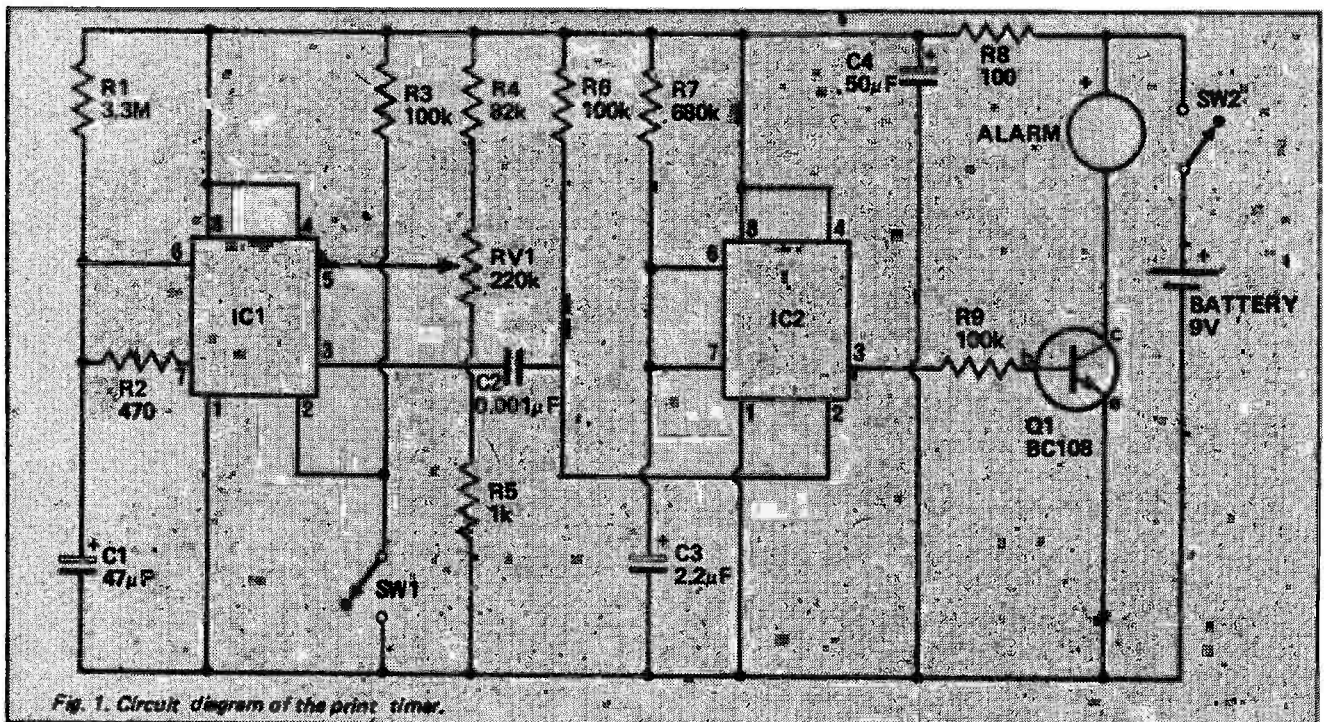 R1
3.3M
R3
100k
R4
82k
R6
100k
R7
680k
C4
50μF
R8
100
+
+
SW2
ALARM
8
4
8
4
6
5
RV1
220k
6
IC1
IC2
+
BATTERY
9V
R9
100k
7
3
7
3
b
c
e
R2
470
C2
0.001μF
1
2
1
2
Q1
BC108
R5
1k
+
C1
47μF
SW1
+
C3
2.2μF
Fig. 1. Circuit diagram of the print timer.